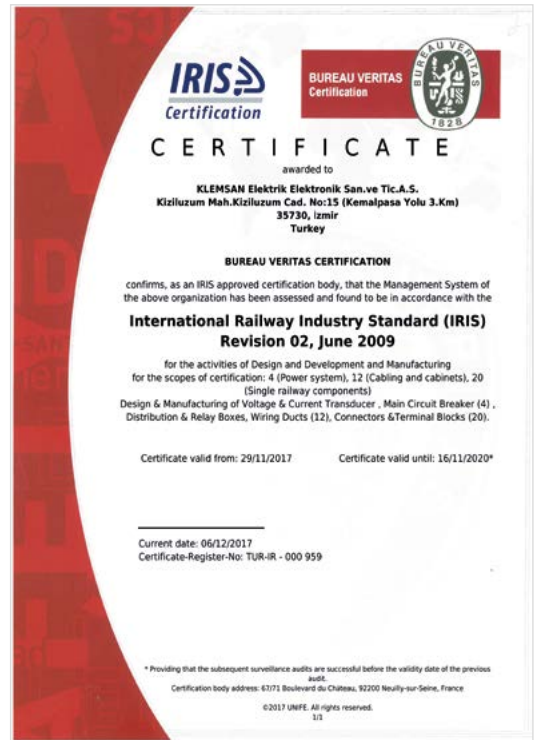 IRIS
Certification
BUREAU VERITAS
Certification
BUREAU VERITAS
1828
CERTIFICATE
awarded to
KLEMSAN Elektrik Elektronik San.ve Tic.A.S.
Kiziluzum Mah.Kiziluzum Cad. No:15 (Kemalpasa Yolu 3.Km)
35730, izmir
Turkey
BUREAU VERITAS CERTIFICATION
confirms, as an IRIS approved certification body, that the Management System of
the above organization has been assessed and found to be in accordance with the
International Railway Industry Standard (IRIS)
Revision 02, June 2009
for the activities of Design and Development and Manufacturing
for the scopes of certification: 4 (Power system), 12 (Cabling and cabinets), 20
(Single railway components)
Design & Manufacturing of Voltage & Current Transducer , Main Circuit Breaker (4) ,
Distribution & Relay Boxes, Wiring Ducts (12), Connectors &Terminal Blocks (20).
Certificate valid from: 29/11/2017 Certificate valid until: 16/11/2020*
Current date: 06/12/2017
Certificate-Register-No: TUR-IR - 000 959
* Providing that the subsequent surveillance audits are successful before the validity date of the previous
audit.
Certification body address: 67/71 Boulevard du Château, 92200 Neuilly-sur-Seine, France
©2017 UNIFE. All rights reserved.
1/1